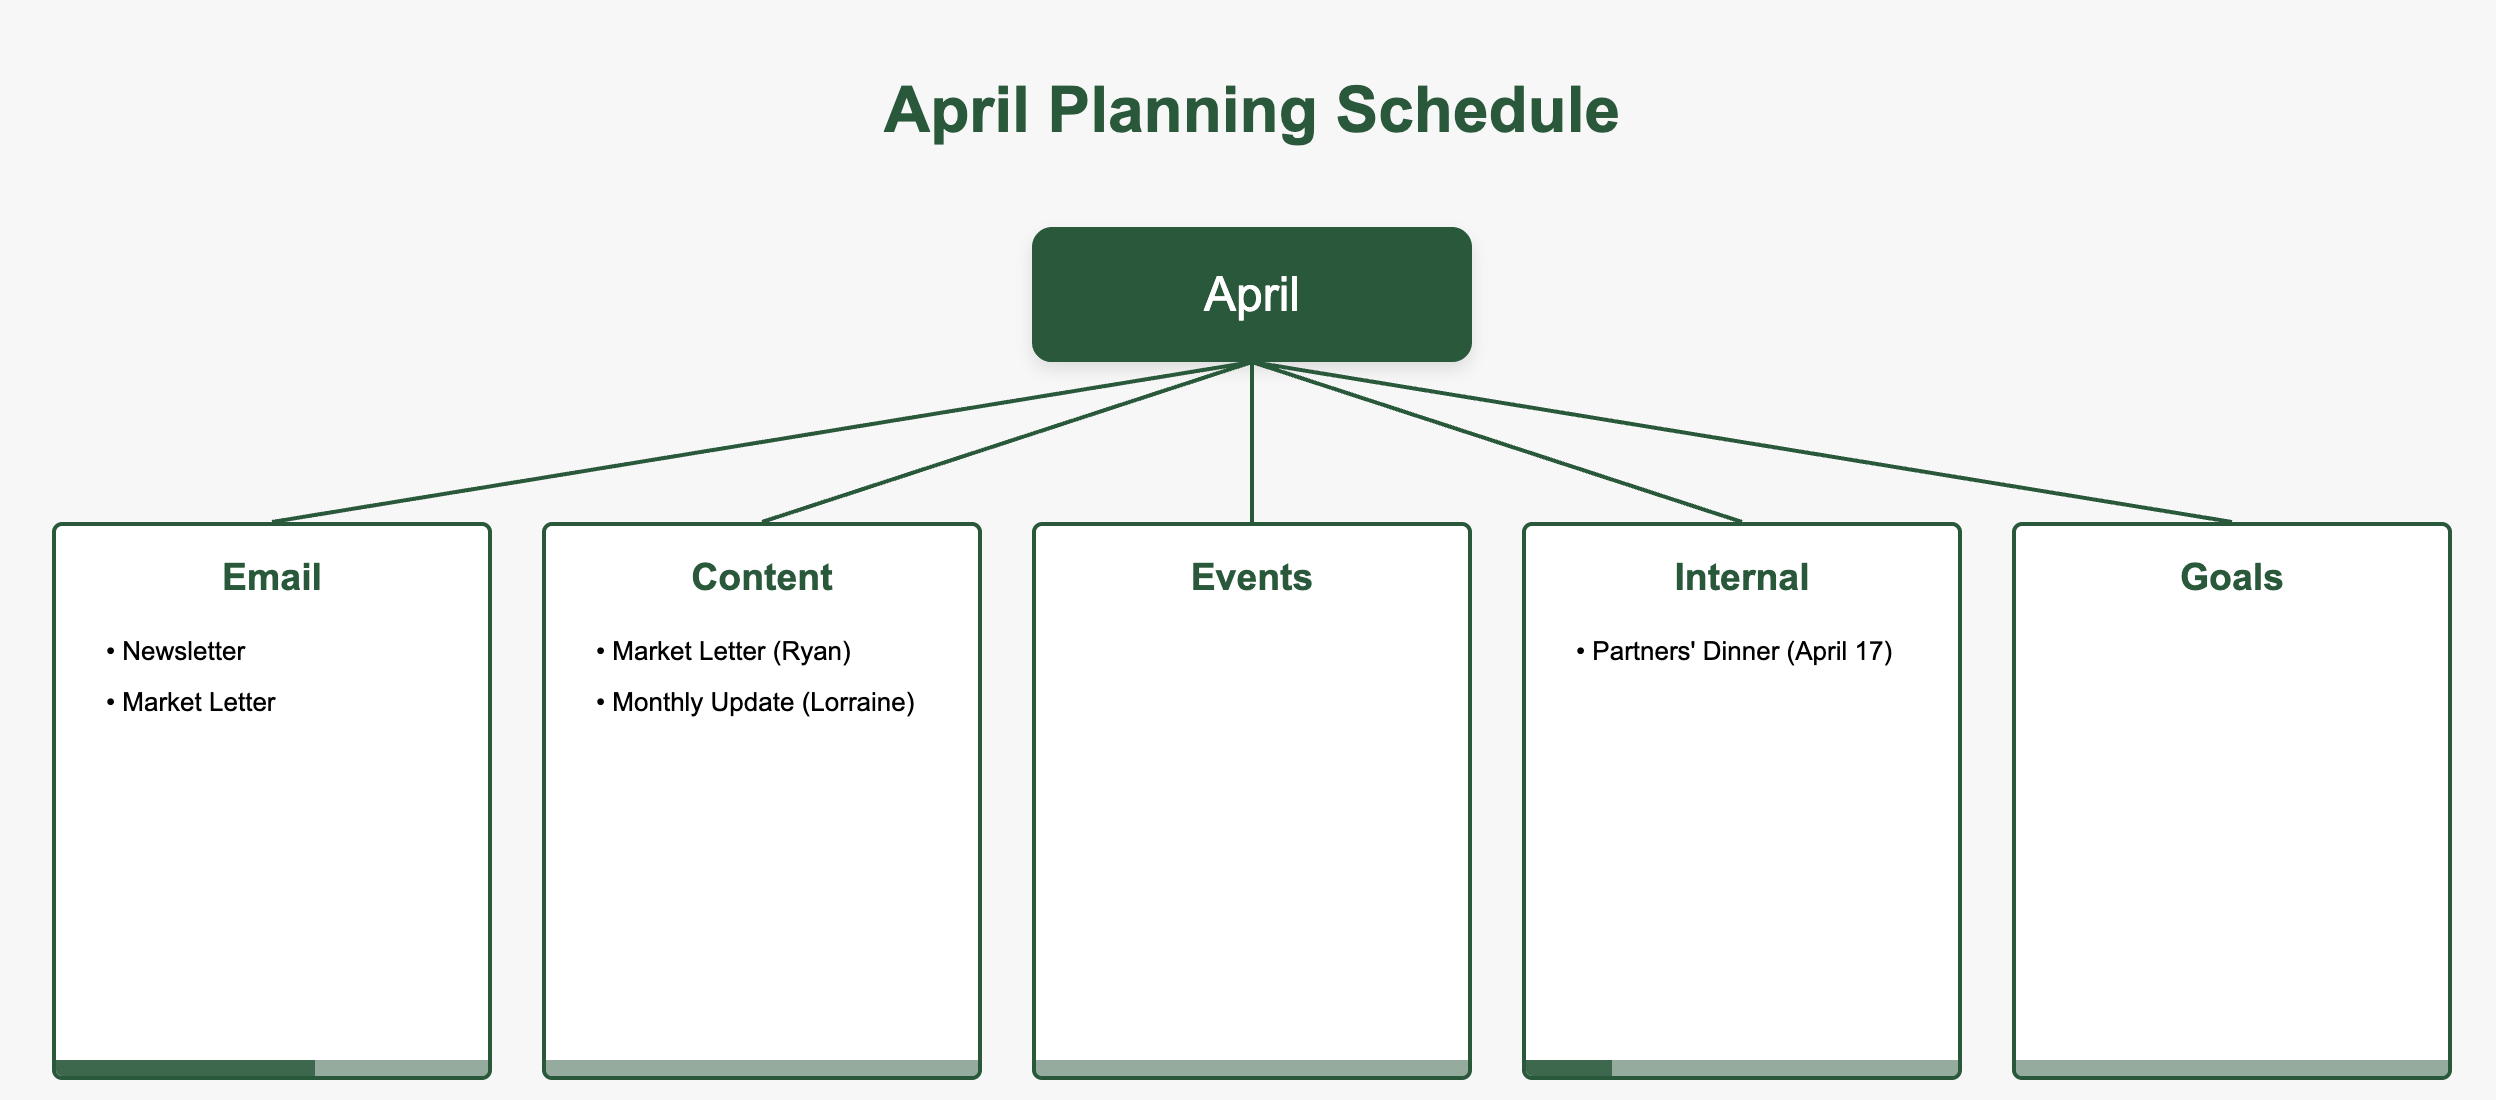 April Planning Schedule
April
Email
• Newsletter
• Market Letter
Content
• Market Letter (Ryan)
• Monthly Update (Lorraine)
Events
Internal
• Partners' Dinner (April 17)
Goals